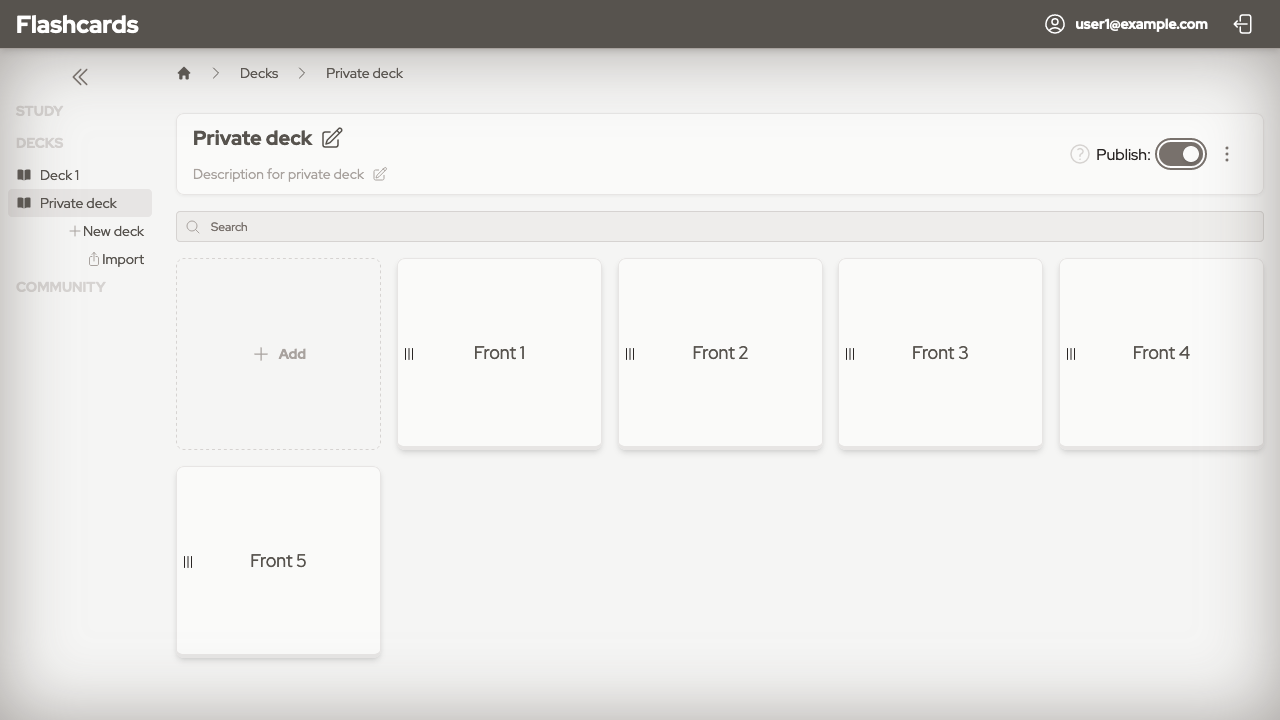 Flashcards
user1@example.com
Decks
Private deck
STUDY
DECKS
Deck 1
Private deck
New deck
Import
COMMUNITY
Private deck
Description for private deck
Publish:
Search
Add
Front 1
Front 2
Front 3
Front 4
Front 5